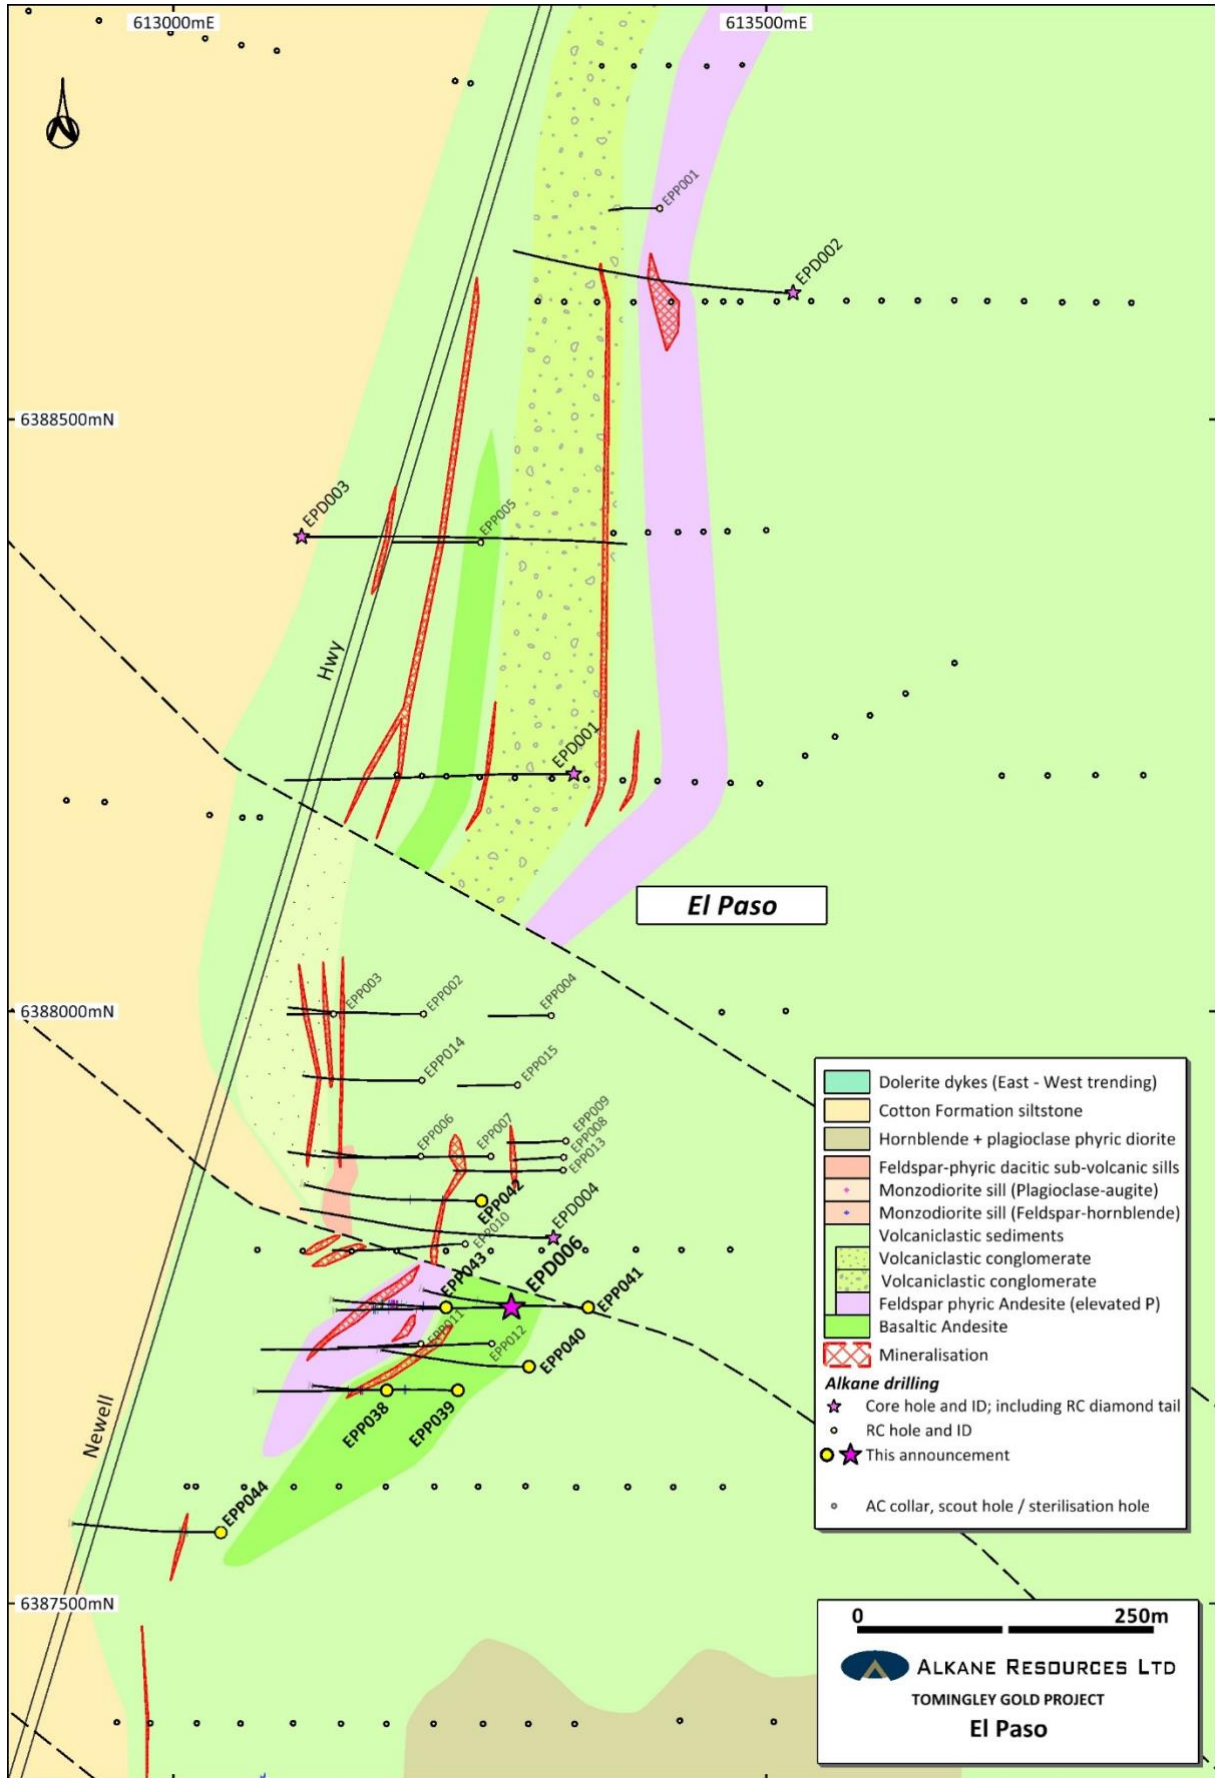 613000mE
613500mE
EPP001
EPD002
6388500mN
EPD003
EPP005
Hwy
EPD001
El Paso
EPP003
EPP002
EPP004
6388000mN
EPP014
EPP015
EPP006
EPP007
EPP009
EPP008
EPP013
EPP042
EPP010
EPD004
EPP043
EPD006
EPP041
EPP011
EPP012
EPP040
EPP038
EPP039
Newell
EPP044
6387500mN
Dolerite dykes (East - West trending)
Cotton Formation siltstone
Hornblende + plagioclase phyric diorite
Feldspar-phyric dacitic sub-volcanic sills
Monzodiorite sill (Plagioclase-augite)
Monzodiorite sill (Feldspar-hornblende)
Volcaniclastic sediments
Volcaniclastic conglomerate
Volcaniclastic conglomerate
Feldspar phyric Andesite (elevated P)
Basaltic Andesite
Mineralisation
Alkane drilling
Core hole and ID; including RC diamond tail
RC hole and ID
This announcement
AC collar, scout hole / sterilisation hole
0 250m
ALKANE RESOURCES LTD
TOMINGLEY GOLD PROJECT
El Paso